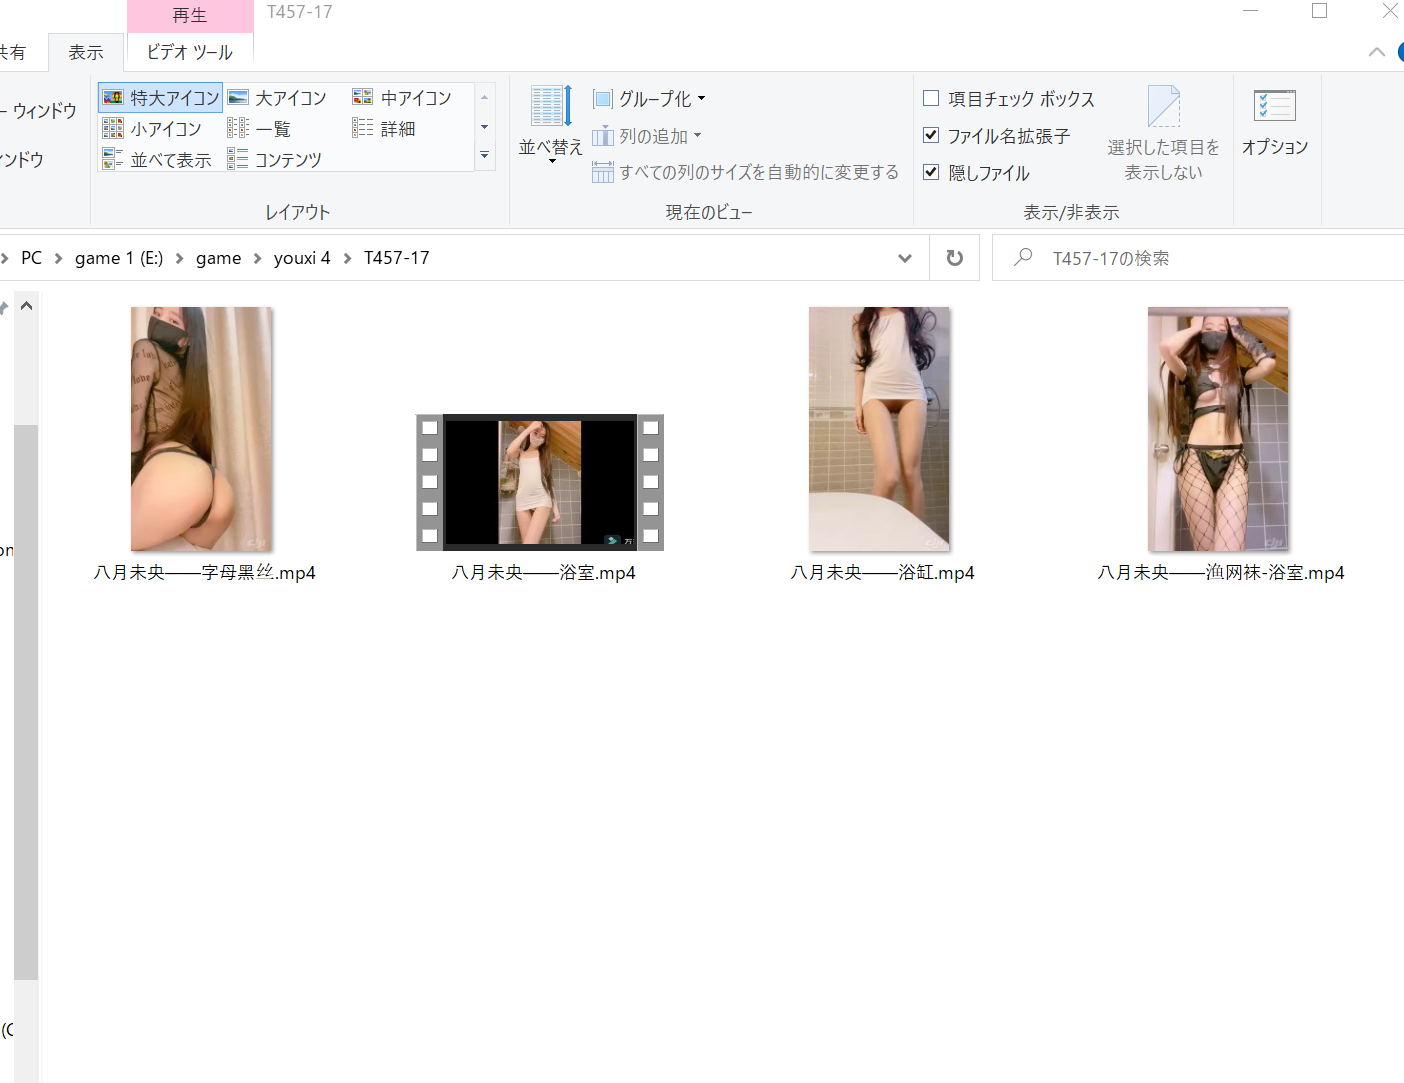 再生
T457-17
共有
表示
ビデオ ツール
ウィンドウ
特大アイコン
大アイコン
中アイコン
小アイコン
一覧
詳細
並べて表示
コンテンツ
レイアウト
並べ替え
グループ化
列の追加
すべての列のサイズを自動的に変更する
現在のビュー
項目チェック ボックス
ファイル名拡張子
隠しファイル
選択した項目を
表示しない
表示/非表示
オプション
PC
game 1 (E:)
game
youxi 4
T457-17
T457-17の検索
八月未央——字母黑丝.mp4
八月未央——浴室.mp4
八月未央——浴缸.mp4
八月未央——渔网袜-浴室.mp4